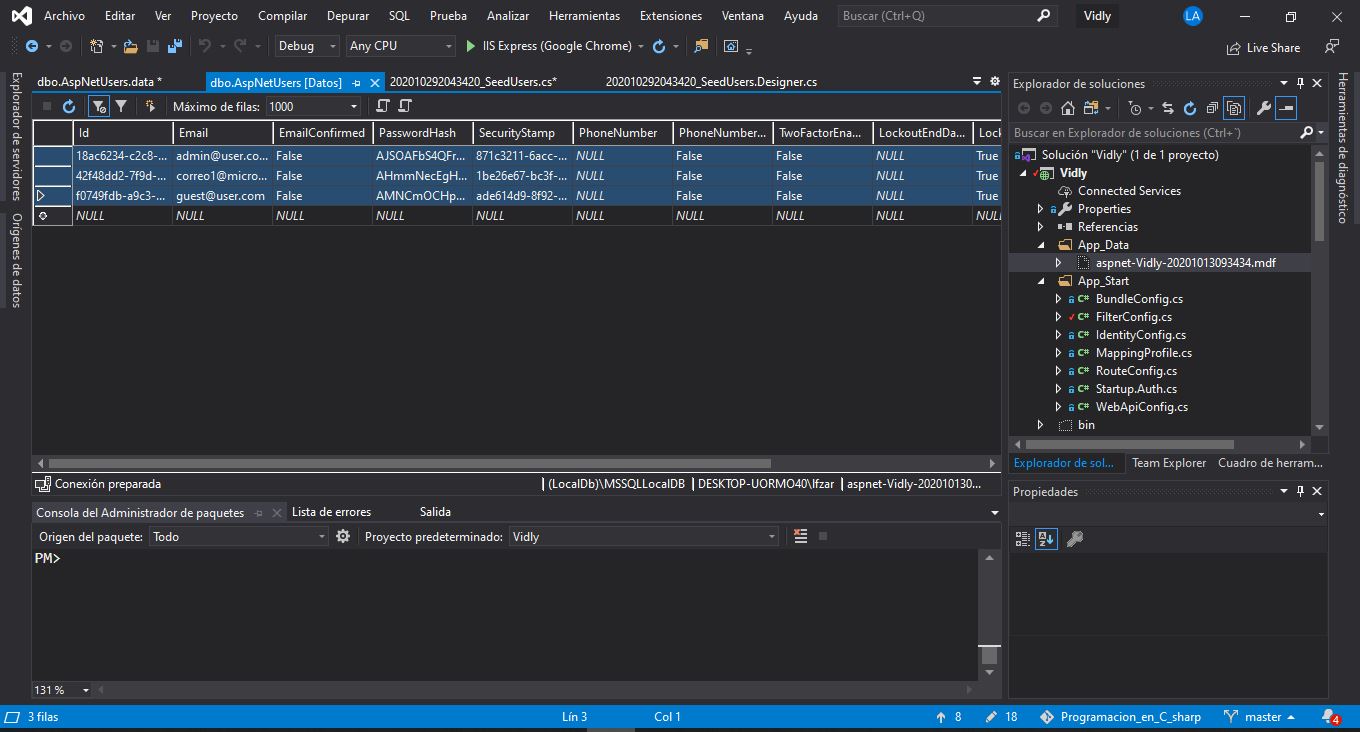 Archivo Editar Ver Proyecto Compilar Depurar SQL Prueba Analizar Herramientas Extensiones Ventana Ayuda Buscar (Ctrl+Q) Vidly LA
Debug Any CPU IIS Express (Google Chrome) Live Share
Explorador de servidores
Orígenes de datos
dbo.AspNetUsers.data * dbo.AspNetUsers [Datos] 202010292043420_SeedUsers.cs* 202010292043420_SeedUsers.Designer.cs
Máximo de filas: 1000
Id Email EmailConfirmed PasswordHash SecurityStamp PhoneNumber PhoneNumber... TwoFactorEna... LockoutEndDa... Lock
18ac6234-c2c8-... admin@user.co... False AJSOAFbS4QFr... 871c3211-6acc-... NULL False False NULL True
42f48dd2-7f9d-... correo1@micro... False AHmmNecEgH... 1be26e67-bc3f-... NULL False False NULL True
f0749fdb-a9c3-... guest@user.com False AMNCmOCHp... ade614d9-8f92-... NULL False False NULL True
NULL NULL NULL NULL NULL NULL NULL NULL NULL NULL
Conexión preparada (LocalDb)\MSSQLLocalDB DESKTOP-UORMO40\lfzar aspnet-Vidly-202010130...
Consola del Administrador de paquetes Lista de errores Salida
Origen del paquete: Todo Proyecto predeterminado: Vidly
PM>
131 %
Explorador de soluciones
Buscar en Explorador de soluciones (Ctrl+´)
Solución "Vidly" (1 de 1 proyecto)
Vidly
Connected Services
Properties
Referencias
App_Data
aspnet-Vidly-20201013093434.mdf
App_Start
BundleConfig.cs
FilterConfig.cs
IdentityConfig.cs
MappingProfile.cs
RouteConfig.cs
Startup.Auth.cs
WebApiConfig.cs
bin
Explorador de sol... Team Explorer Cuadro de herram...
Propiedades
Herramientas de diagnóstico
3 filas Lín 3 Col 1 8 18 Programacion_en_C_sharp master 4